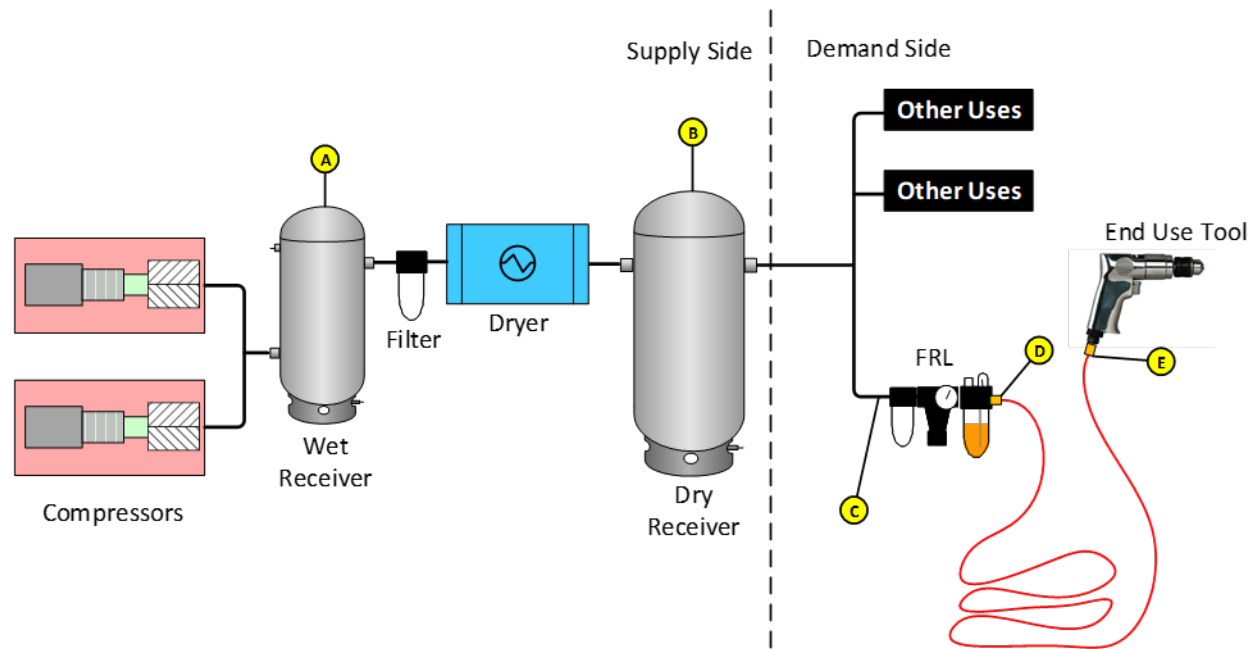 Supply Side
Demand Side
Other Uses
A
B
Other Uses
End Use Tool
Filter
Dryer
FRL
D
E
Wet
Receiver
Dry
Receiver
C
Compressors